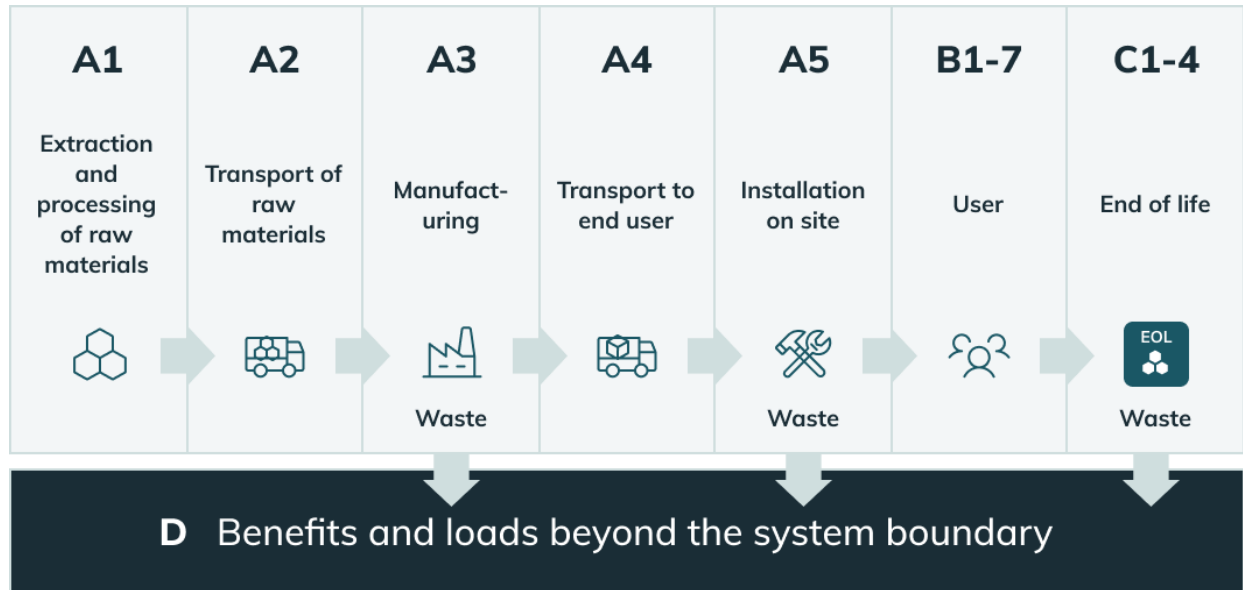 A1
Extraction
and
processing
of raw
materials
A2
Transport of
raw
materials
A3
Manufact-
uring
Waste
A4
Transport to
end user
A5
Installation
on site
Waste
B1-7
User
C1-4
End of life
EOL
Waste
D Benefits and loads beyond the system boundary